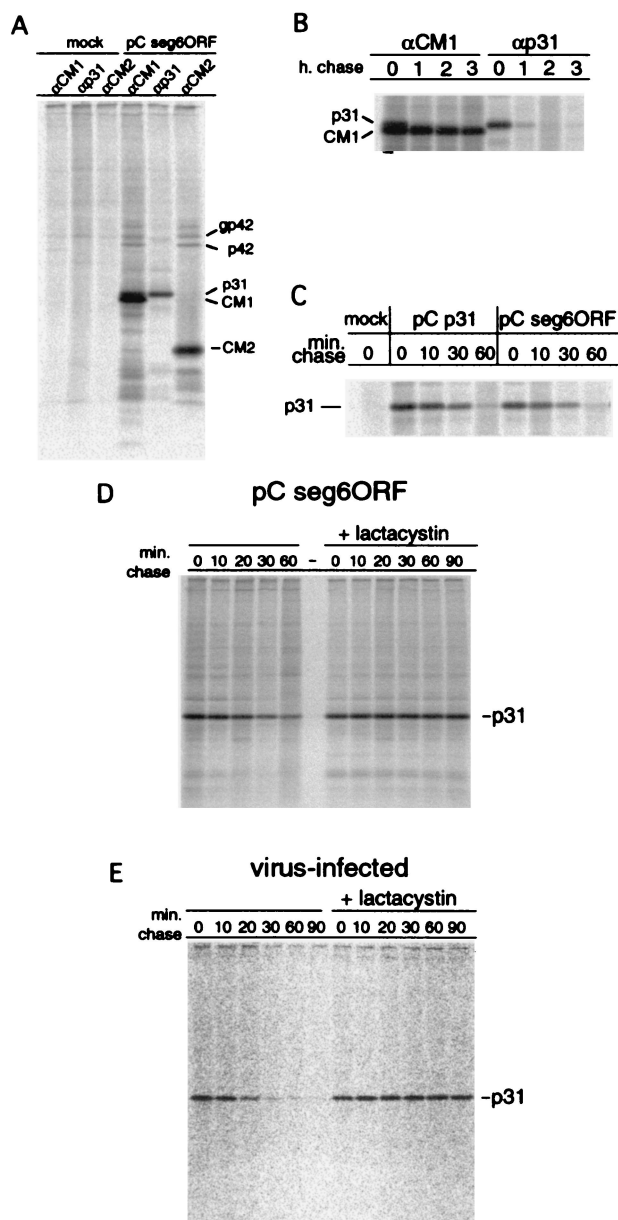 A
mock pC seg6ORF
αCM1 αp31 αCM2 αCM1 αp31 αCM2
gp42
p42
p31
CM1
-CM2
B
αCM1 αp31
h. chase 0 1 2 3 0 1 2 3
p31
CM1
C
mock pC p31 pC seg6ORF
min. chase 0 0 10 30 60 0 10 30 60
p31
D
pC seg6ORF
+ lactacystin
min. chase 0 10 20 30 60 - 0 10 20 30 60 90
-p31
E
virus-infected
+ lactacystin
min. chase 0 10 20 30 60 90 0 10 20 30 60 90
-p31